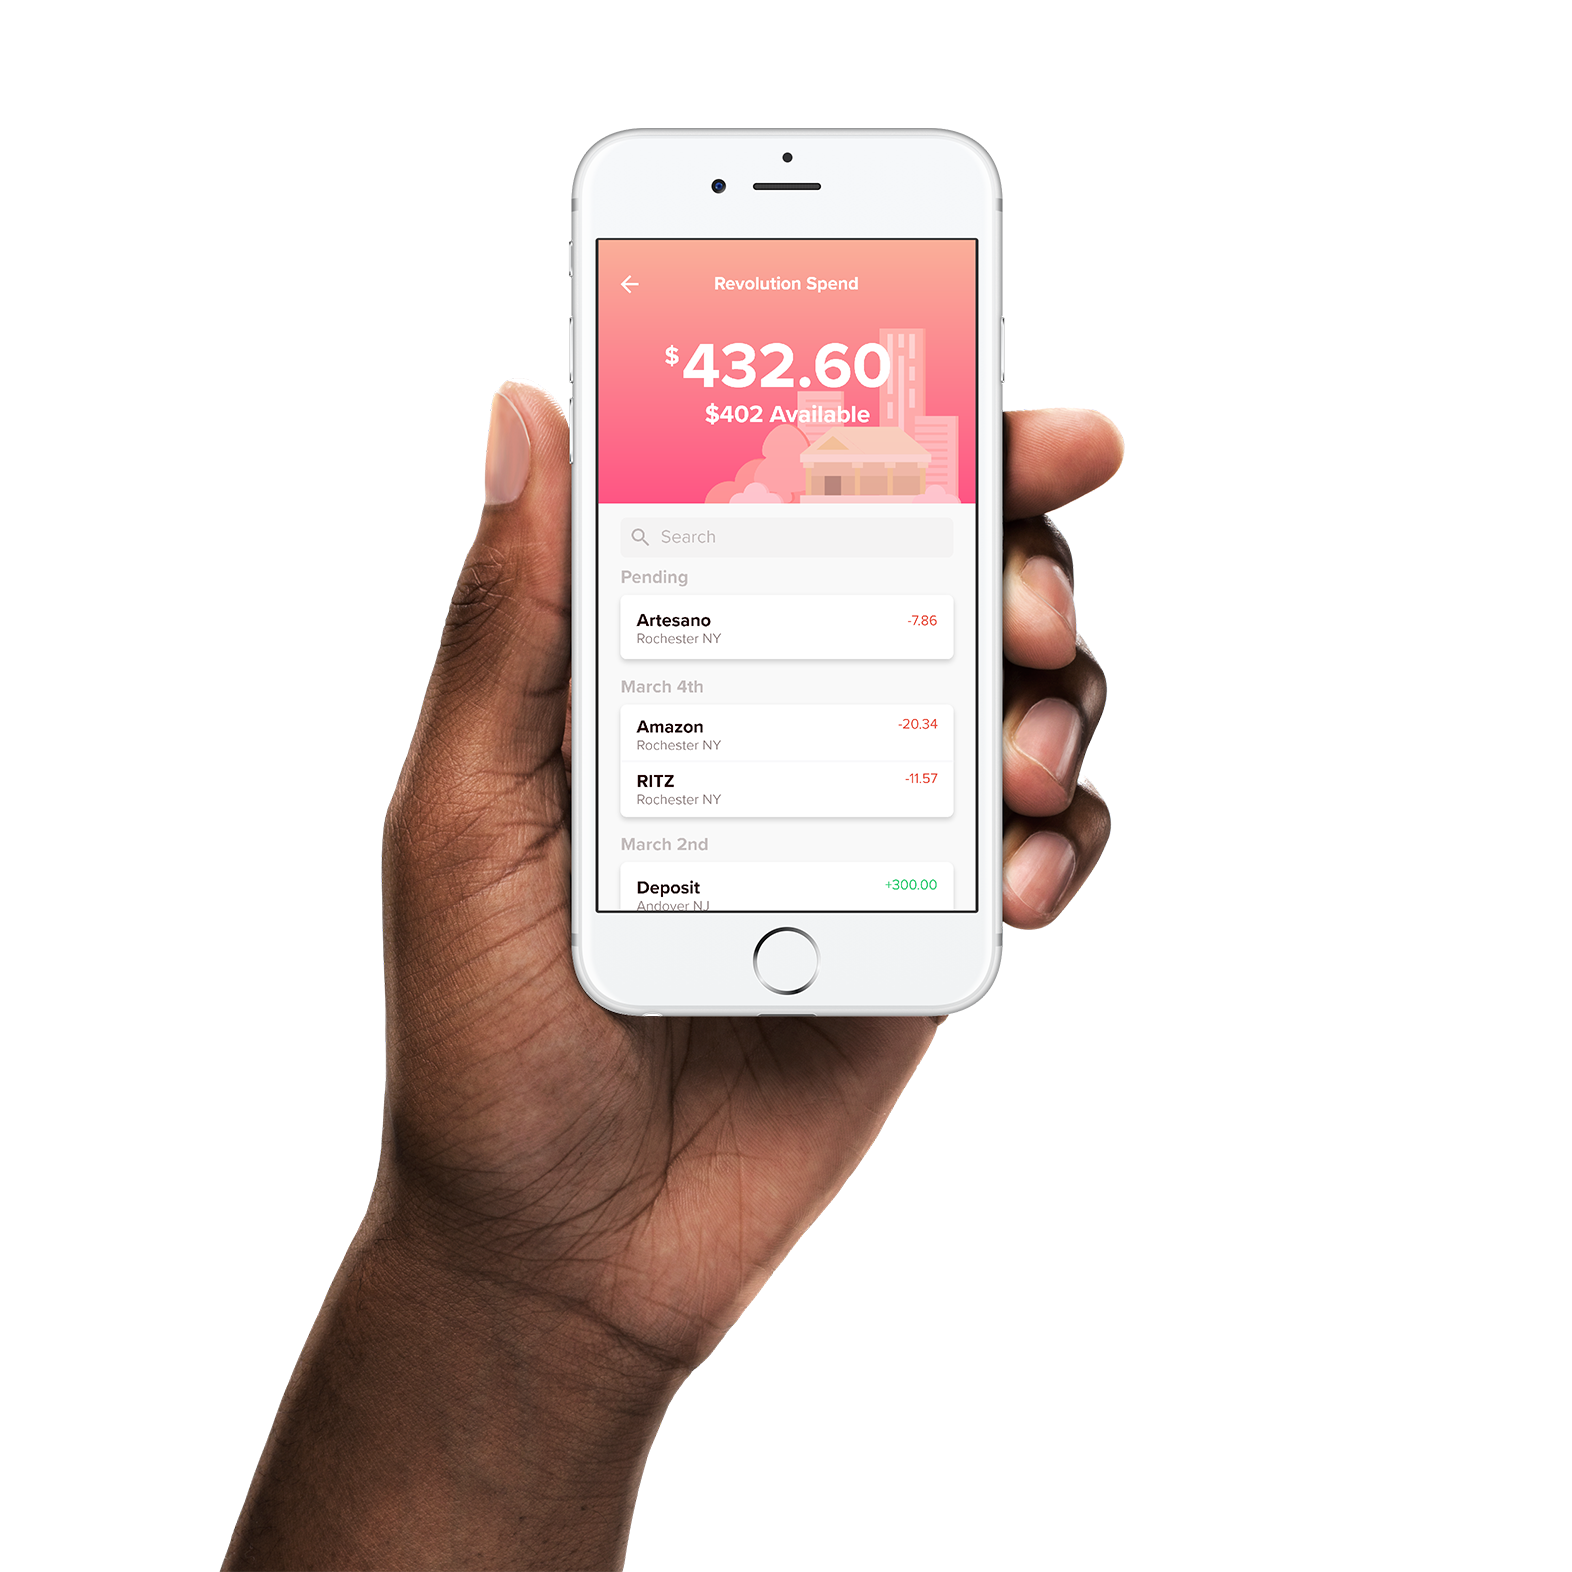 Revolution Spend
$432.60
$402 Available
Search
Pending
Artesano -7.86
Rochester NY
March 4th
Amazon -20.34
Rochester NY
RITZ -11.57
Rochester NY
March 2nd
Deposit +300.00
Andover NJ